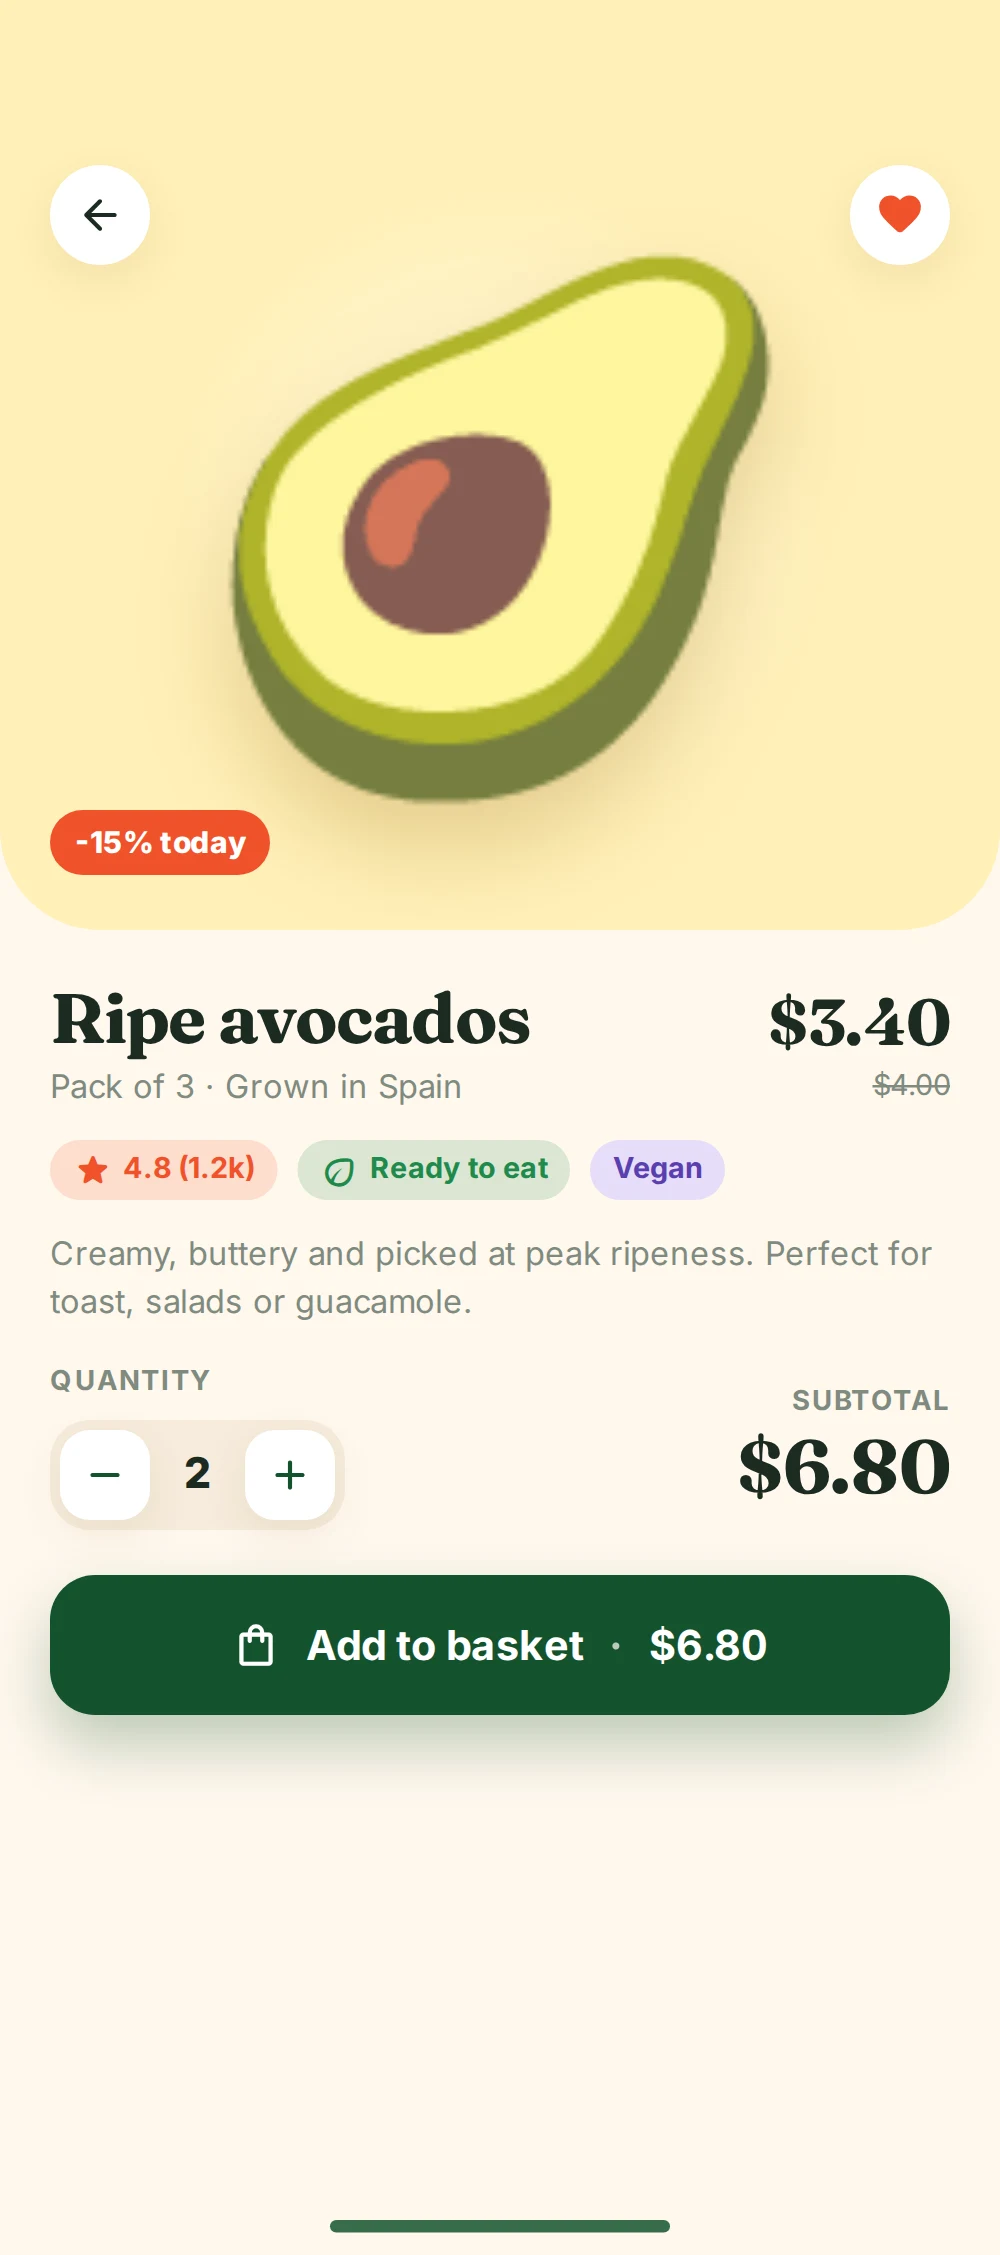 -15% today
Ripe avocados
$3.40
Pack of 3 · Grown in Spain
$4.00
4.8 (1.2k)
Ready to eat
Vegan
Creamy, buttery and picked at peak ripeness. Perfect for
toast, salads or guacamole.
QUANTITY
SUBTOTAL
2
$6.80
Add to basket · $6.80